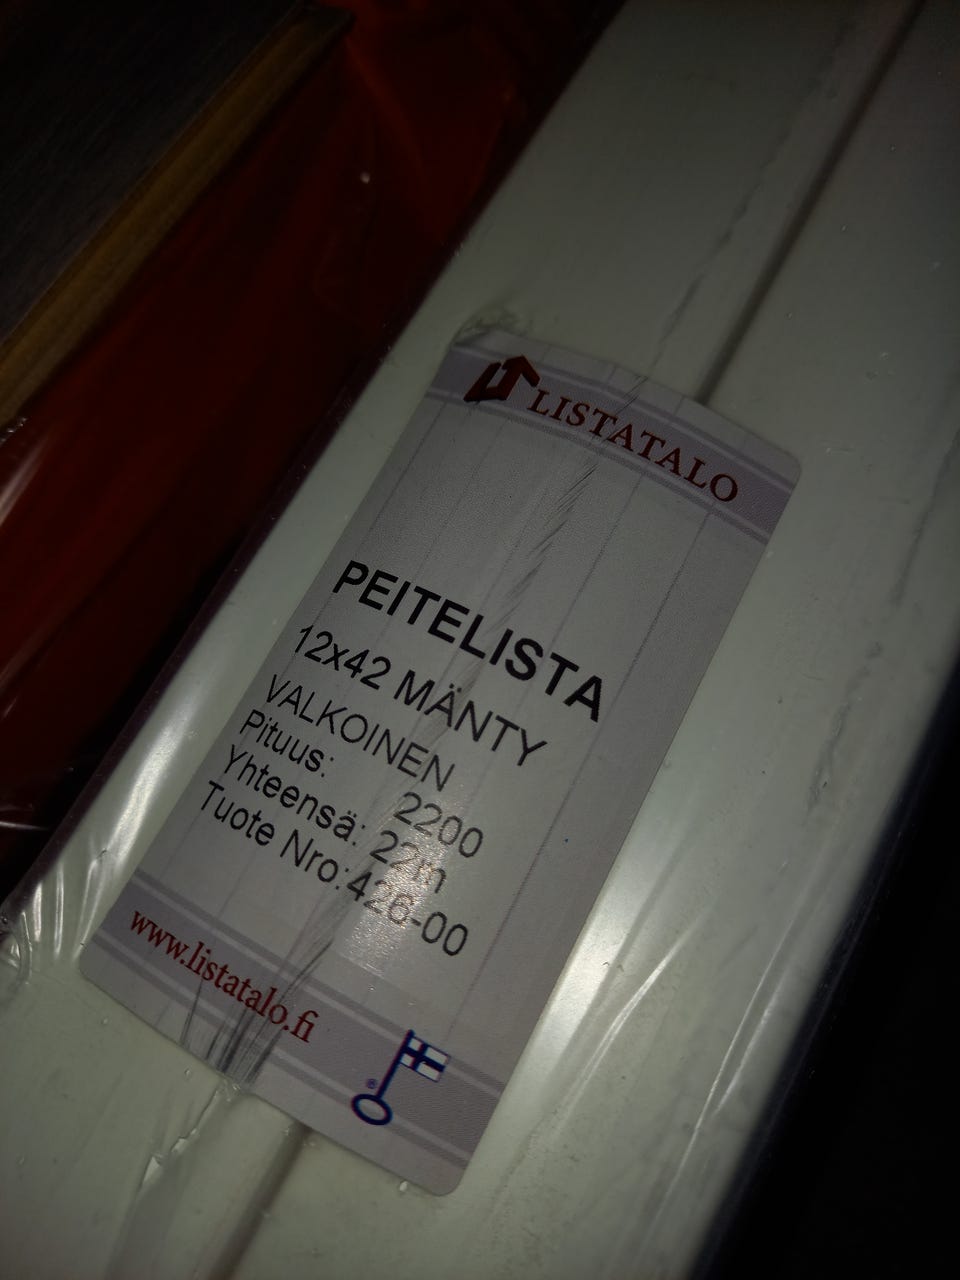 LISTATALO
PEITELISTA
12x42 MÄNTY
VALKOINEN
Pituus: 2200
Yhteensä: 22m
Tuote Nro: 426-00
www.listatalo.fi
®